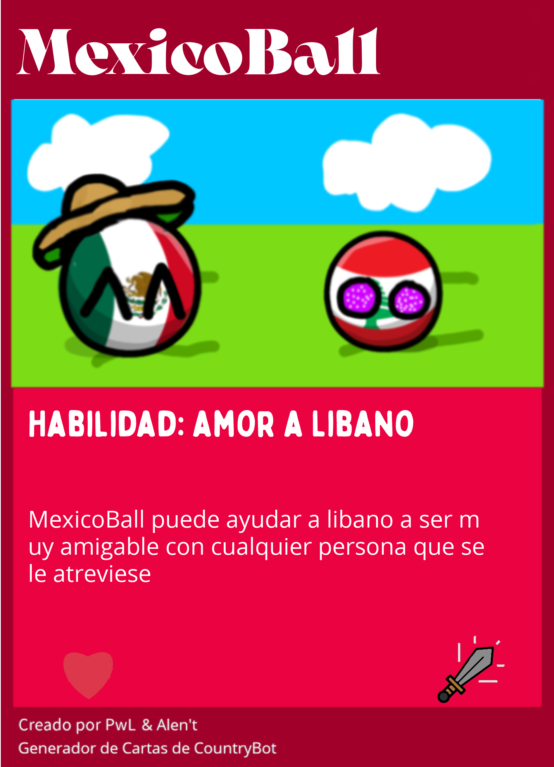 MexicoBall
HABILIDAD: AMOR A LIBANO
MexicoBall puede ayudar a libano a ser m
uy amigable con cualquier persona que se
le atreviese
Creado por PwL & Alen't
Generador de Cartas de CountryBot